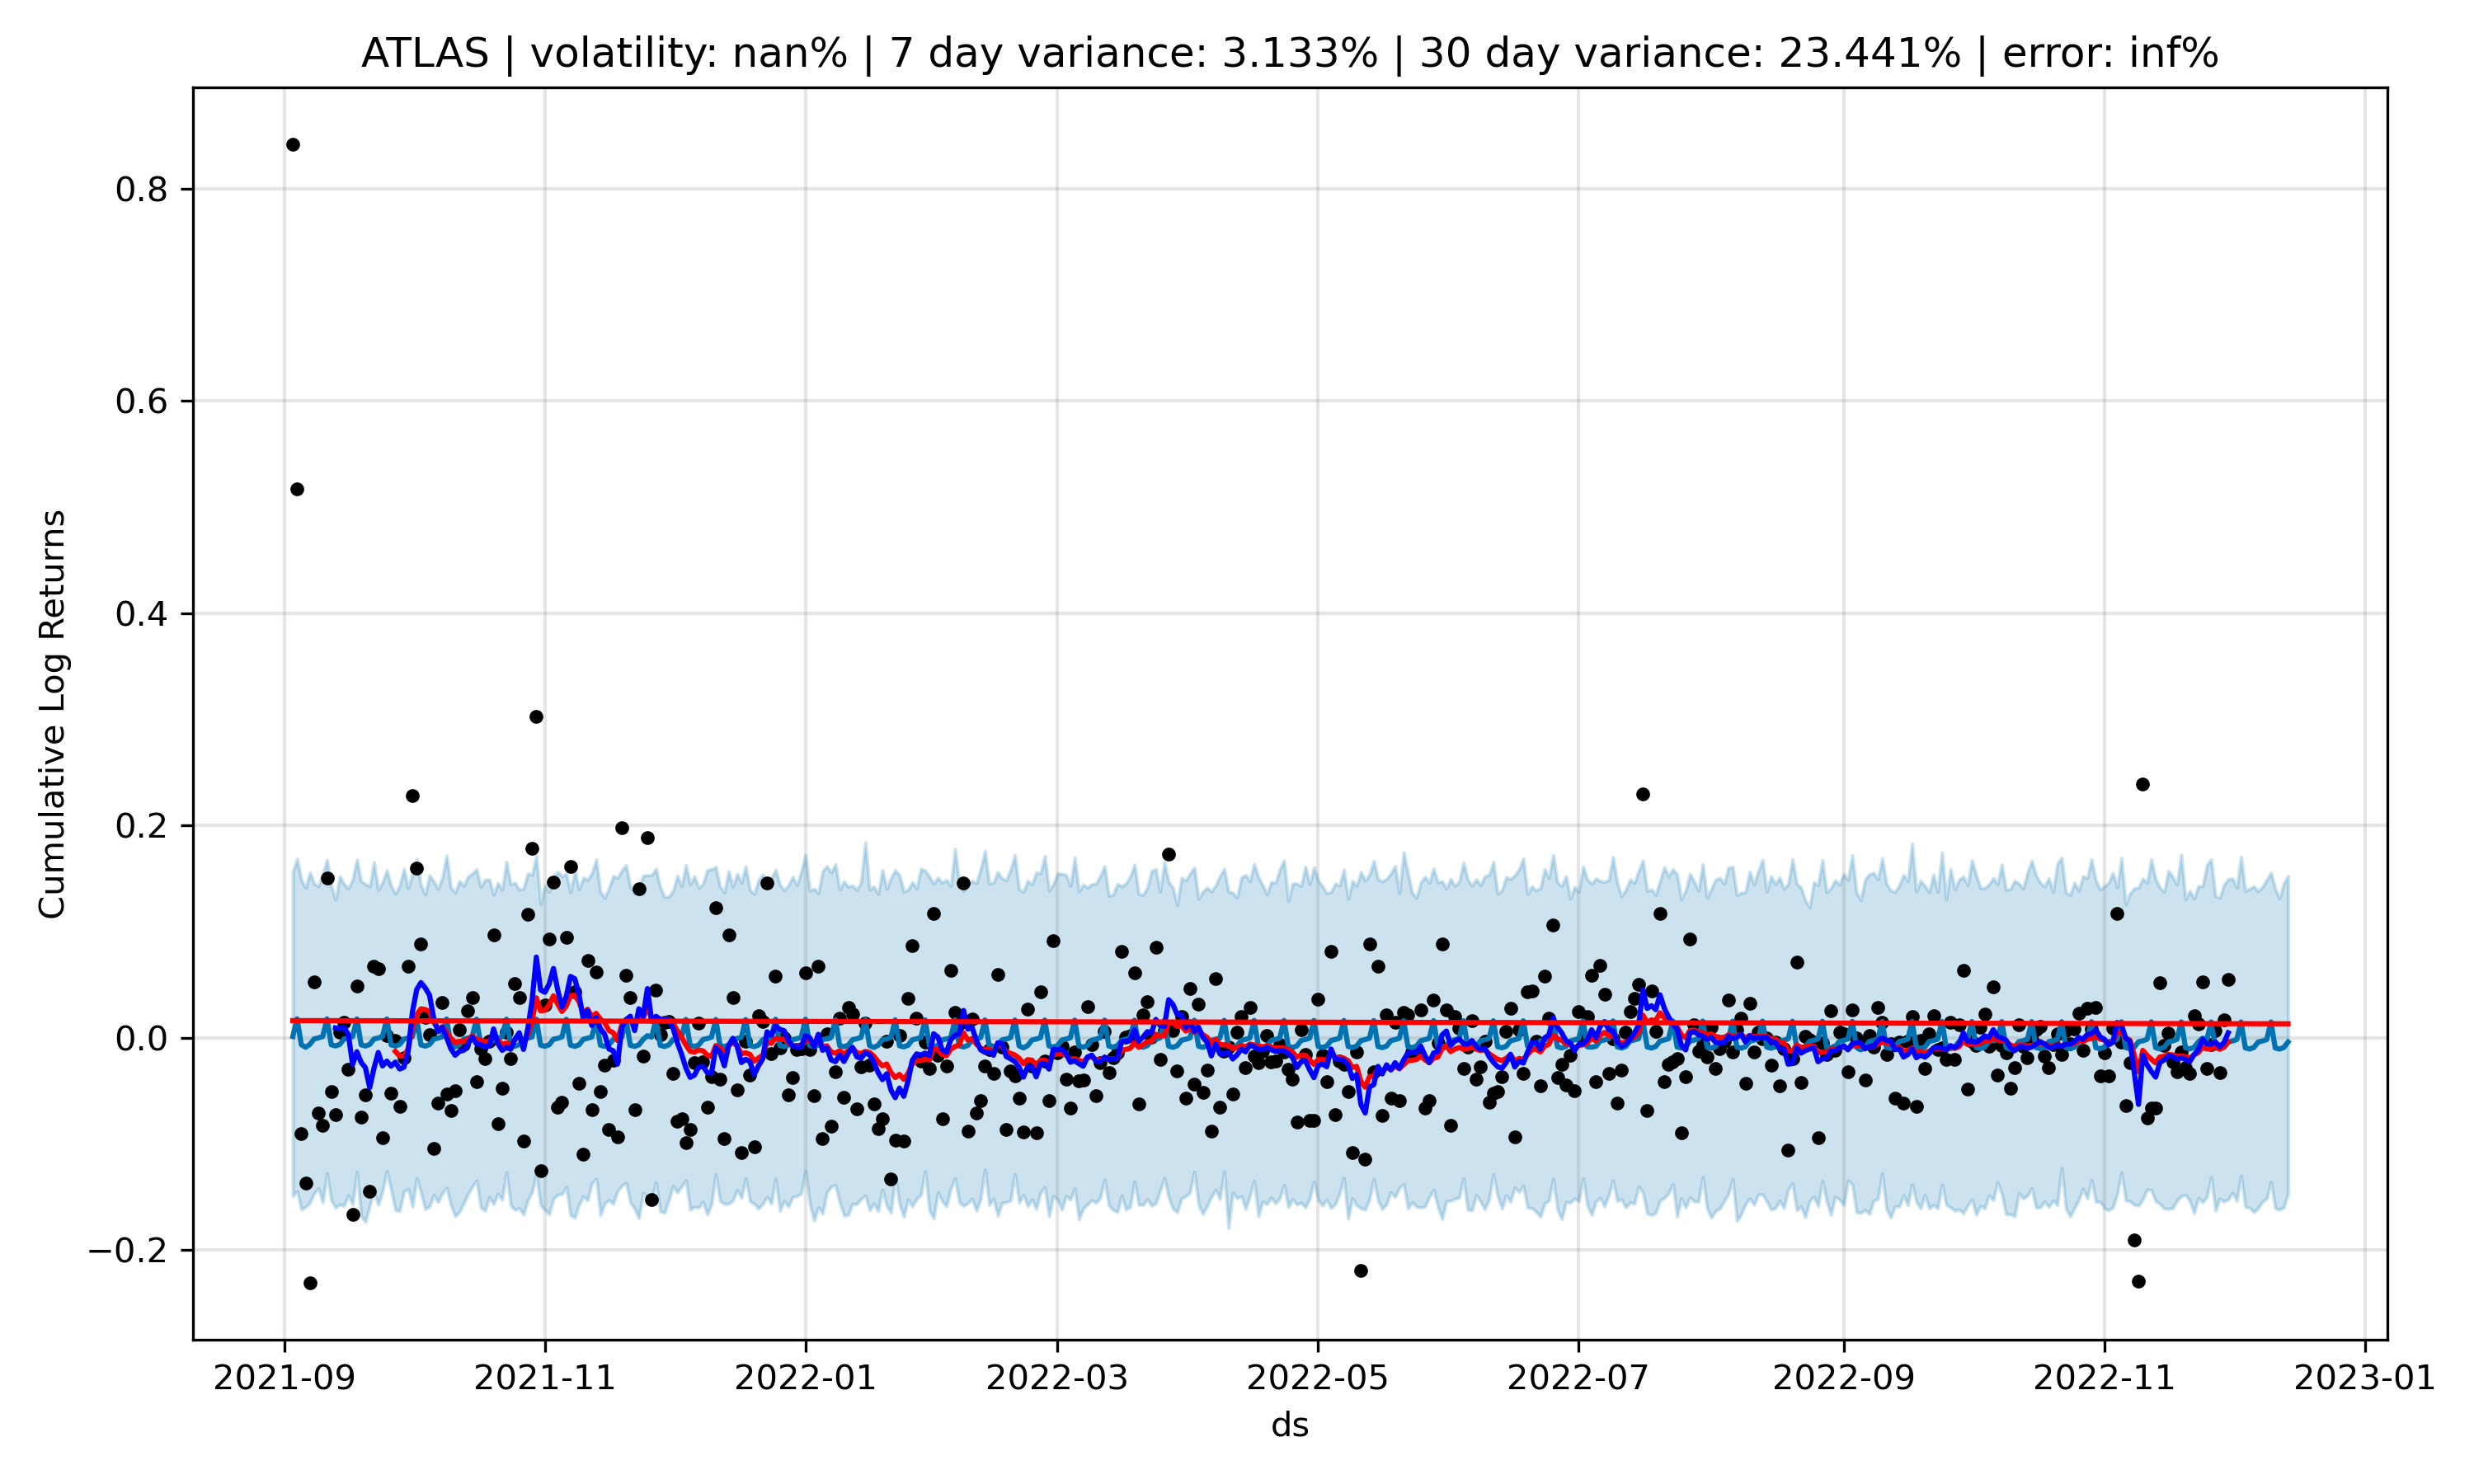 ATLAS | volatility: nan% | 7 day variance: 3.133% | 30 day variance: 23.441% | error: inf%
Cumulative Log Returns
0.8
0.6
0.4
0.2
0.0
−0.2
2021-09 2021-11 2022-01 2022-03 2022-05 2022-07 2022-09 2022-11 2023-01
ds